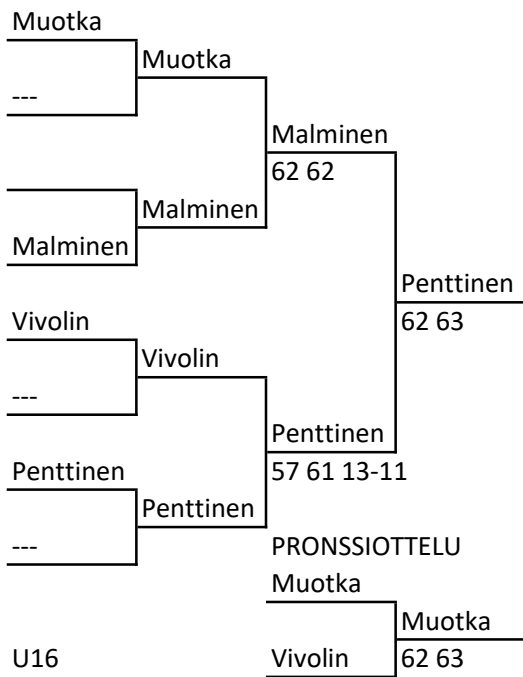 Muotka
Muotka
---
Malminen
62 62
Malminen
Malminen
Penttinen
62 63
Vivolin
Vivolin
---
Penttinen
57 61 13-11
Penttinen
Penttinen
---
PRONSSIOTTELU
Muotka
Muotka
62 63
U16
Vivolin